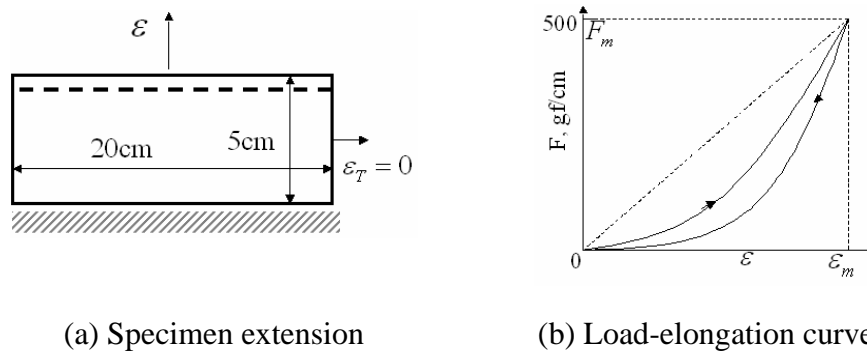 ε
20cm
5cm
ε_T = 0
(a) Specimen extension
500
F_m
F, gf/cm
0
ε
ε_m
(b) Load-elongation curve